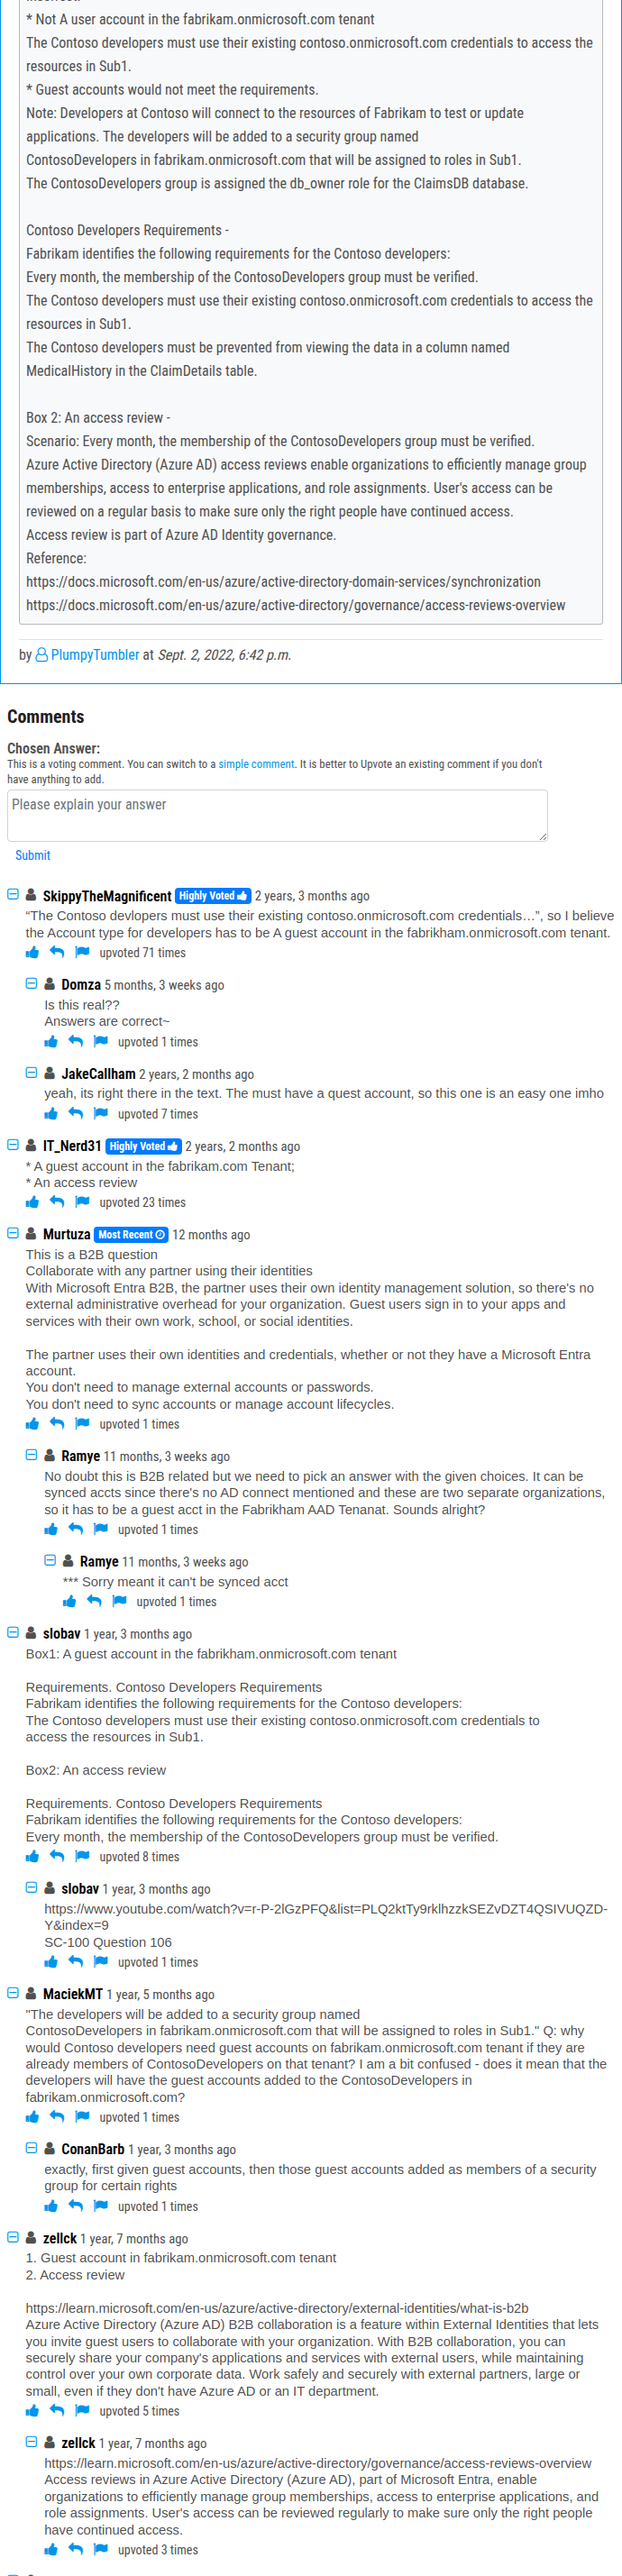 * Not A user account in the fabrikam.onmicrosoft.com tenant
The Contoso developers must use their existing contoso.onmicrosoft.com credentials to access the
resources in Sub1.
* Guest accounts would not meet the requirements.
Note: Developers at Contoso will connect to the resources of Fabrikam to test or update
applications. The developers will be added to a security group named
ContosoDevelopers in fabrikam.onmicrosoft.com that will be assigned to roles in Sub1.
The ContosoDevelopers group is assigned the db_owner role for the ClaimsDB database.
Contoso Developers Requirements -
Fabrikam identifies the following requirements for the Contoso developers:
Every month, the membership of the ContosoDevelopers group must be verified.
The Contoso developers must use their existing contoso.onmicrosoft.com credentials to access the
resources in Sub1.
The Contoso developers must be prevented from viewing the data in a column named
MedicalHistory in the ClaimDetails table.
Box 2: An access review -
Scenario: Every month, the membership of the ContosoDevelopers group must be verified.
Azure Active Directory (Azure AD) access reviews enable organizations to efficiently manage group
memberships, access to enterprise applications, and role assignments. User's access can be
reviewed on a regular basis to make sure only the right people have continued access.
Access review is part of Azure AD Identity governance.
Reference:
https://docs.microsoft.com/en-us/azure/active-directory-domain-services/synchronization
https://docs.microsoft.com/en-us/azure/active-directory/governance/access-reviews-overview
by PlumpyTumbler at Sept. 2, 2022, 6:42 p.m.
Comments
Chosen Answer:
This is a voting comment. You can switch to a simple comment. It is better to Upvote an existing comment if you don't
have anything to add.
Please explain your answer
Submit
SkippyTheMagnificent Highly Voted 2 years, 3 months ago
“The Contoso devlopers must use their existing contoso.onmicrosoft.com credentials…”, so I believe
the Account type for developers has to be A guest account in the fabrikham.onmicrosoft.com tenant.
upvoted 71 times
Domza 5 months, 3 weeks ago
Is this real??
Answers are correct~
upvoted 1 times
JakeCallham 2 years, 2 months ago
yeah, its right there in the text. The must have a quest account, so this one is an easy one imho
upvoted 7 times
IT_Nerd31 Highly Voted 2 years, 2 months ago
* A guest account in the fabrikam.com Tenant;
* An access review
upvoted 23 times
Murtuza Most Recent 12 months ago
This is a B2B question
Collaborate with any partner using their identities
With Microsoft Entra B2B, the partner uses their own identity management solution, so there's no
external administrative overhead for your organization. Guest users sign in to your apps and
services with their own work, school, or social identities.
The partner uses their own identities and credentials, whether or not they have a Microsoft Entra
account.
You don't need to manage external accounts or passwords.
You don't need to sync accounts or manage account lifecycles.
upvoted 1 times
Ramye 11 months, 3 weeks ago
No doubt this is B2B related but we need to pick an answer with the given choices. It can be
synced accts since there's no AD connect mentioned and these are two separate organizations,
so it has to be a guest acct in the Fabrikham AAD Tenanat. Sounds alright?
upvoted 1 times
Ramye 11 months, 3 weeks ago
*** Sorry meant it can't be synced acct
upvoted 1 times
slobav 1 year, 3 months ago
Box1: A guest account in the fabrikham.onmicrosoft.com tenant
Requirements. Contoso Developers Requirements
Fabrikam identifies the following requirements for the Contoso developers:
The Contoso developers must use their existing contoso.onmicrosoft.com credentials to
access the resources in Sub1.
Box2: An access review
Requirements. Contoso Developers Requirements
Fabrikam identifies the following requirements for the Contoso developers:
Every month, the membership of the ContosoDevelopers group must be verified.
upvoted 8 times
slobav 1 year, 3 months ago
https://www.youtube.com/watch?v=r-P-2lGzPFQ&list=PLQ2ktTy9rklhzzkSEZvDZT4QSIVUQZD-
Y&index=9
SC-100 Question 106
upvoted 1 times
MaciekMT 1 year, 5 months ago
"The developers will be added to a security group named
ContosoDevelopers in fabrikam.onmicrosoft.com that will be assigned to roles in Sub1." Q: why
would Contoso developers need guest accounts on fabrikam.onmicrosoft.com tenant if they are
already members of ContosoDevelopers on that tenant? I am a bit confused - does it mean that the
developers will have the guest accounts added to the ContosoDevelopers in
fabrikam.onmicrosoft.com?
upvoted 1 times
ConanBarb 1 year, 3 months ago
exactly, first given guest accounts, then those guest accounts added as members of a security
group for certain rights
upvoted 1 times
zellck 1 year, 7 months ago
1. Guest account in fabrikam.onmicrosoft.com tenant
2. Access review
https://learn.microsoft.com/en-us/azure/active-directory/external-identities/what-is-b2b
Azure Active Directory (Azure AD) B2B collaboration is a feature within External Identities that lets
you invite guest users to collaborate with your organization. With B2B collaboration, you can
securely share your company's applications and services with external users, while maintaining
control over your own corporate data. Work safely and securely with external partners, large or
small, even if they don't have Azure AD or an IT department.
upvoted 5 times
zellck 1 year, 7 months ago
https://learn.microsoft.com/en-us/azure/active-directory/governance/access-reviews-overview
Access reviews in Azure Active Directory (Azure AD), part of Microsoft Entra, enable
organizations to efficiently manage group memberships, access to enterprise applications, and
role assignments. User's access can be reviewed regularly to make sure only the right people
have continued access.
upvoted 3 times